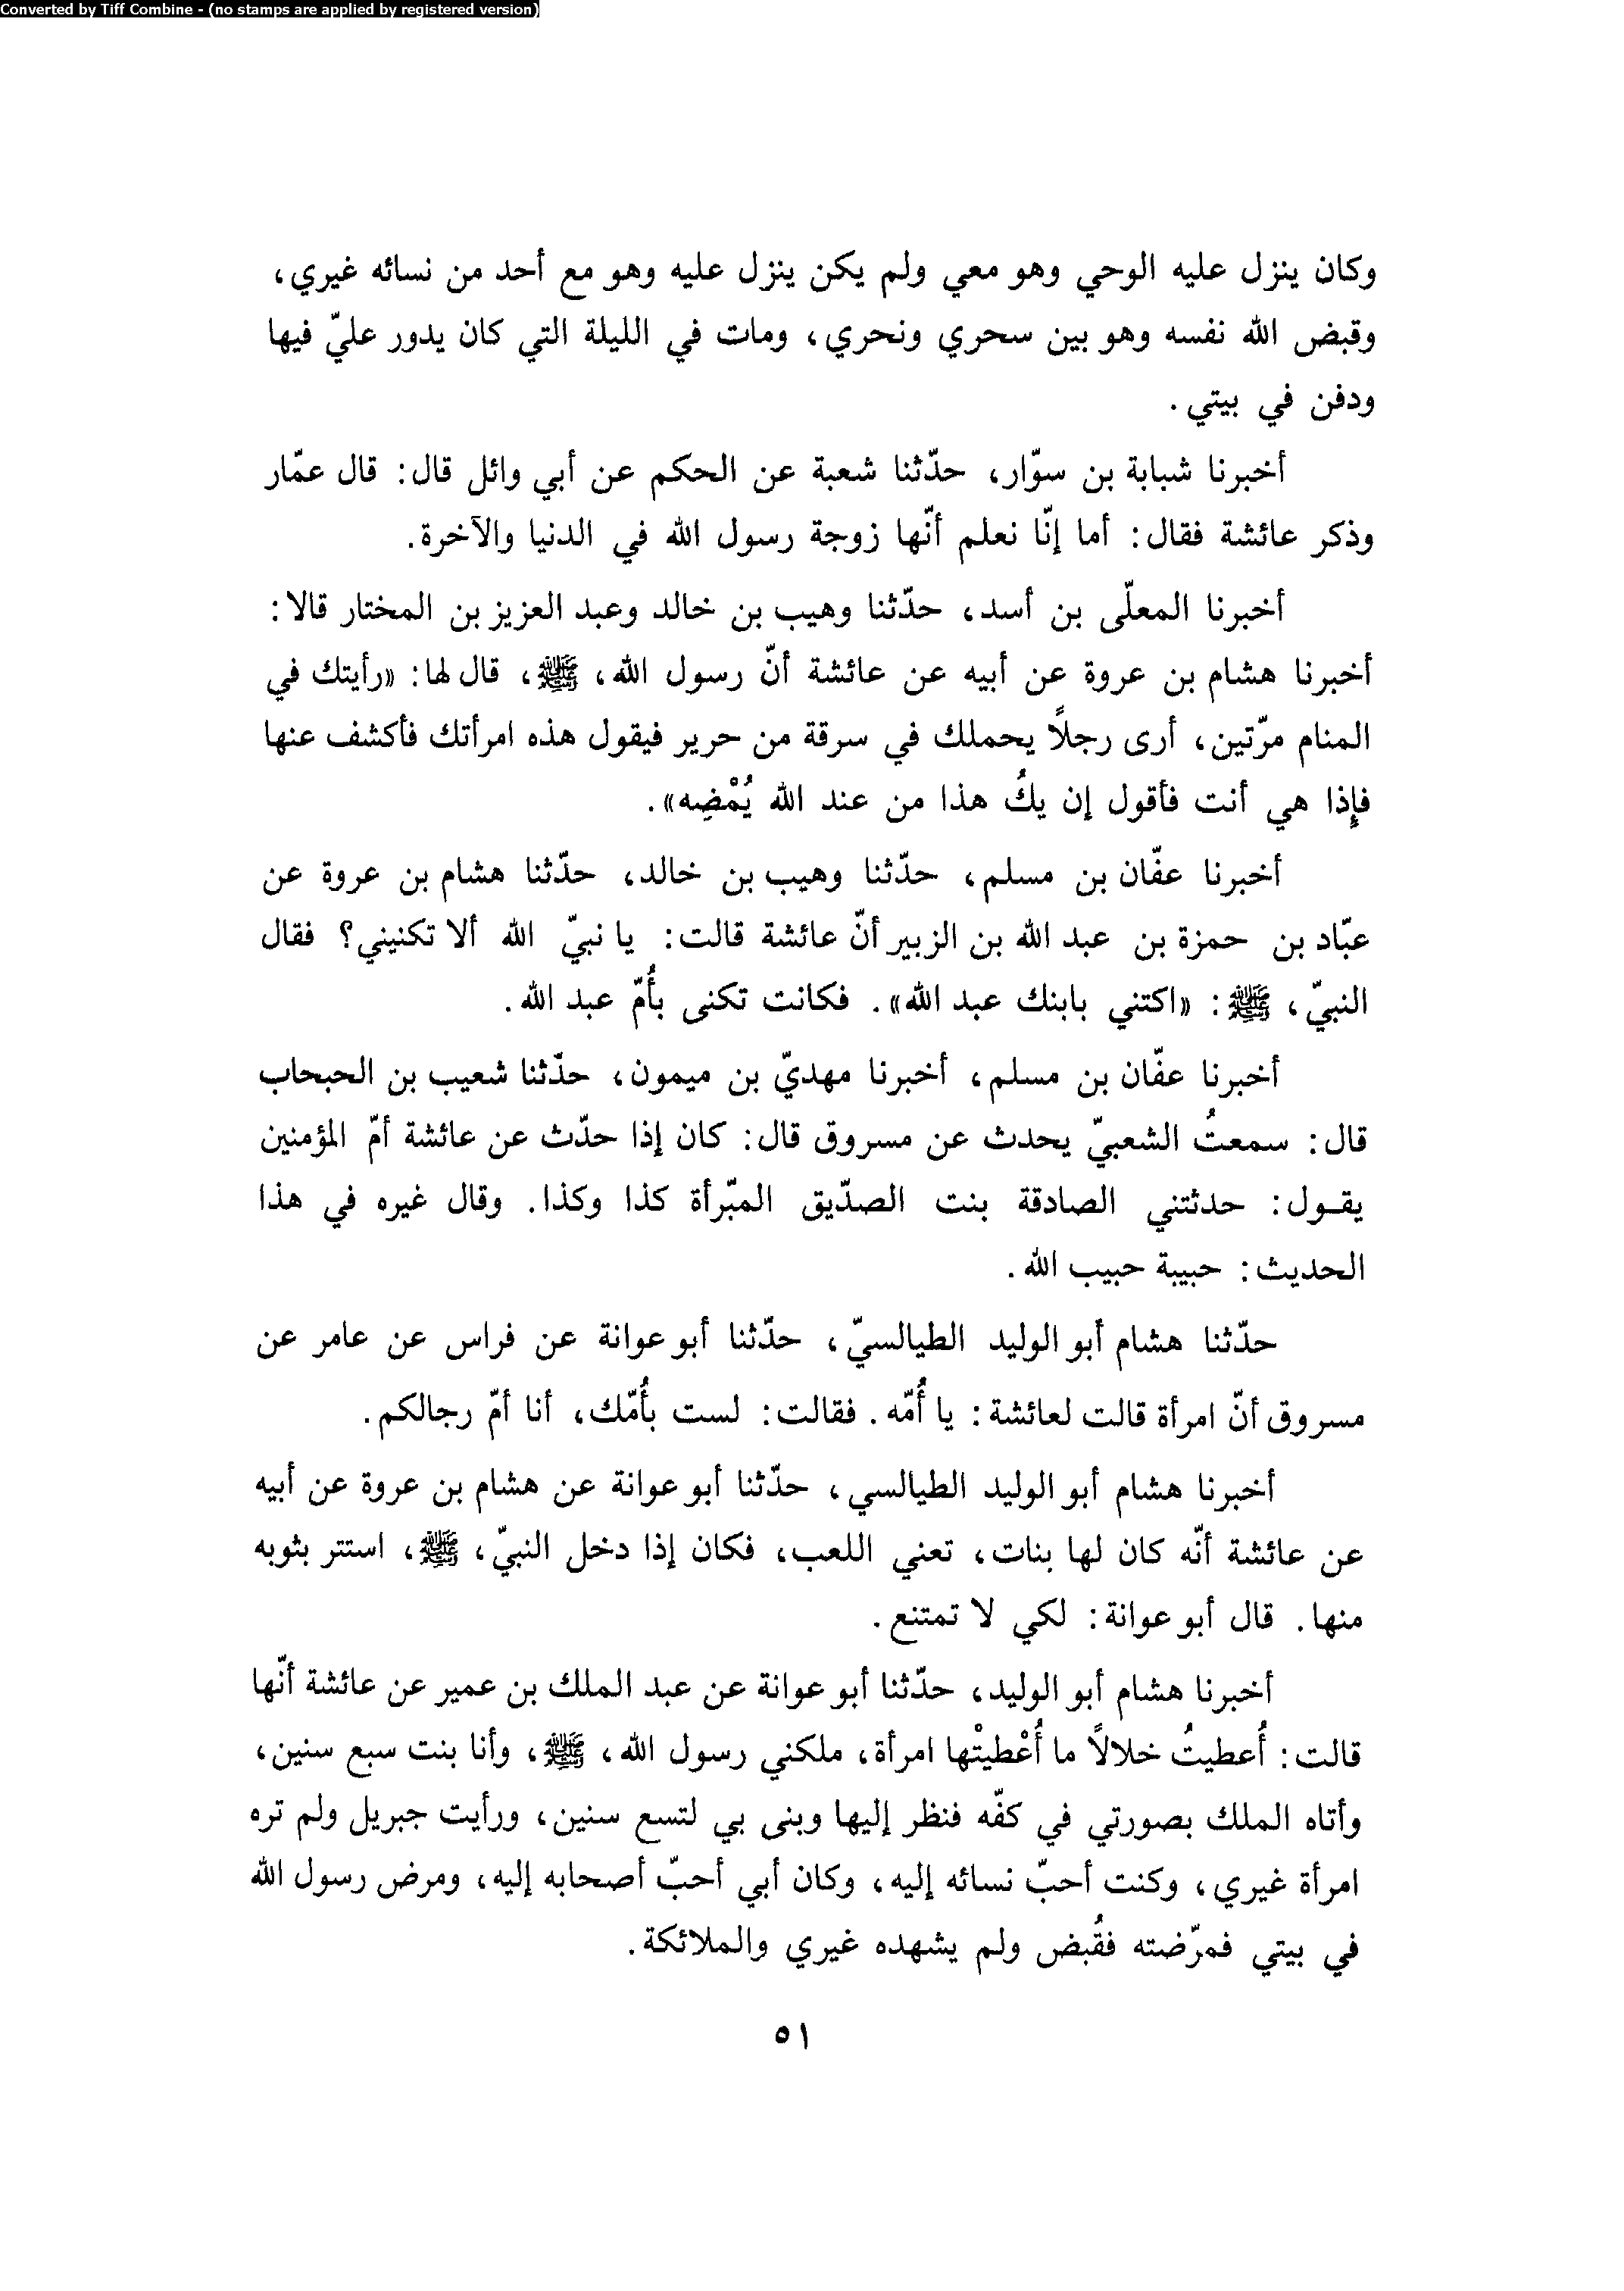 Converted by Tiff Combine - (no stamps are applied by registered version)
وكان ينزل عليه الوحي وهو معي ولم يكن ينزل عليه وهو مع أحد من نسائه غيري،
وقبض الله نفسه وهو بين سحري ونحري، ومات في الليلة التي كان يدور عليّ فيها
ودفن في بيتي.
أخبرنا شبابة بن سوّار، حدّثنا شعبة عن الحكم عن أبي وائل قال: قال عمّار
وذكر عائشة فقال: أما إنّا نعلم أنّها زوجة رسول الله في الدنيا والآخرة.
أخبرنا المعلّى بن أسد، حدّثنا وهيب بن خالد وعبد العزيز بن المختار قالا:
أخبرنا هشام بن عروة عن أبيه عن عائشة أنّ رسول الله، ﷺ، قال لها: «رأيتك في
المنام مرّتين، أرى رجلاً يحملك في سرقة من حرير فيقول هذه امرأتك فأكشف عنها
فإذا هي أنت فأقول إن يكُ هذا من عند الله يُمْضِه».
أخبرنا عفّان بن مسلم، حدّثنا وهيب بن خالد، حدّثنا هشام بن عروة عن
عبّاد بن حمزة بن عبد الله بن الزبير أنّ عائشة قالت: يا نبيّ الله ألا تكنيني؟ فقال
النبيّ، ﷺ: «اكتني بابنك عبد الله». فكانت تكنى بأُمّ عبد الله.
أخبرنا عفّان بن مسلم، أخبرنا مهديّ بن ميمون، حدّثنا شعيب بن الحبحاب
قال: سمعتُ الشعبيّ يحدث عن مسروق قال: كان إذا حدّث عن عائشة أمّ المؤمنين
يقـول: حدثتني الصادقة بنت الصدّيق المبّرأة كذا وكذا. وقال غيره في هذا
الحديث: حبيبة حبيب الله.
حدّثنا هشام أبو الوليد الطيالسيّ، حدّثنا أبو عوانة عن فراس عن عامر عن
مسروق أنّ امرأة قالت لعائشة: يا أُمّه. فقالت: لست بأُمّك، أنا أمّ رجالكم.
أخبرنا هشام أبو الوليد الطيالسي، حدّثنا أبو عوانة عن هشام بن عروة عن أبيه
عن عائشة أنّه كان لها بنات، تعني اللعب، فكان إذا دخل النبيّ، ﷺ، استتر بثوبه
منها. قال أبو عوانة: لكي لا تمتنع.
أخبرنا هشام أبو الوليد، حدّثنا أبو عوانة عن عبد الملك بن عمير عن عائشة أنّها
قالت: أُعطيتُ خلالاً ما أُعْطيتْها امرأة، ملكني رسول الله، ﷺ، وأنا بنت سبع سنين،
وأتاه الملك بصورتي في كفّه فنظر إليها وبنى بي لتسع سنين، ورأيت جبريل ولم تره
امرأة غيري، وكنت أحبّ نسائه إليه، وكان أبي أحبّ أصحابه إليه، ومرض رسول الله
في بيتي فمرّضته فقُبض ولم يشهده غيري والملائكة.
٥١